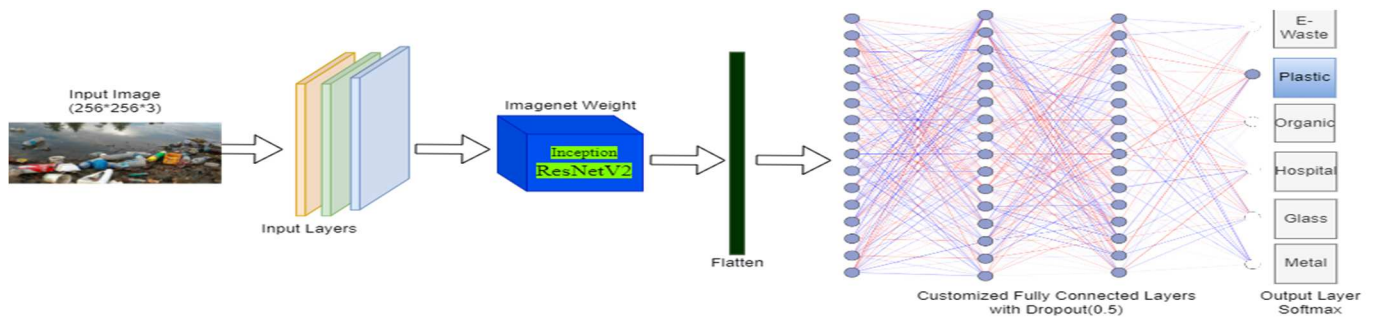 Input Image
(256*256*3)
Input Layers
Imagenet Weight
Inception
ResNetV2
Flatten
Customized Fully Connected Layers
with Dropout(0.5)
E-
Waste
Plastic
Organic
Hospital
Glass
Metal
Output Layer
Softmax